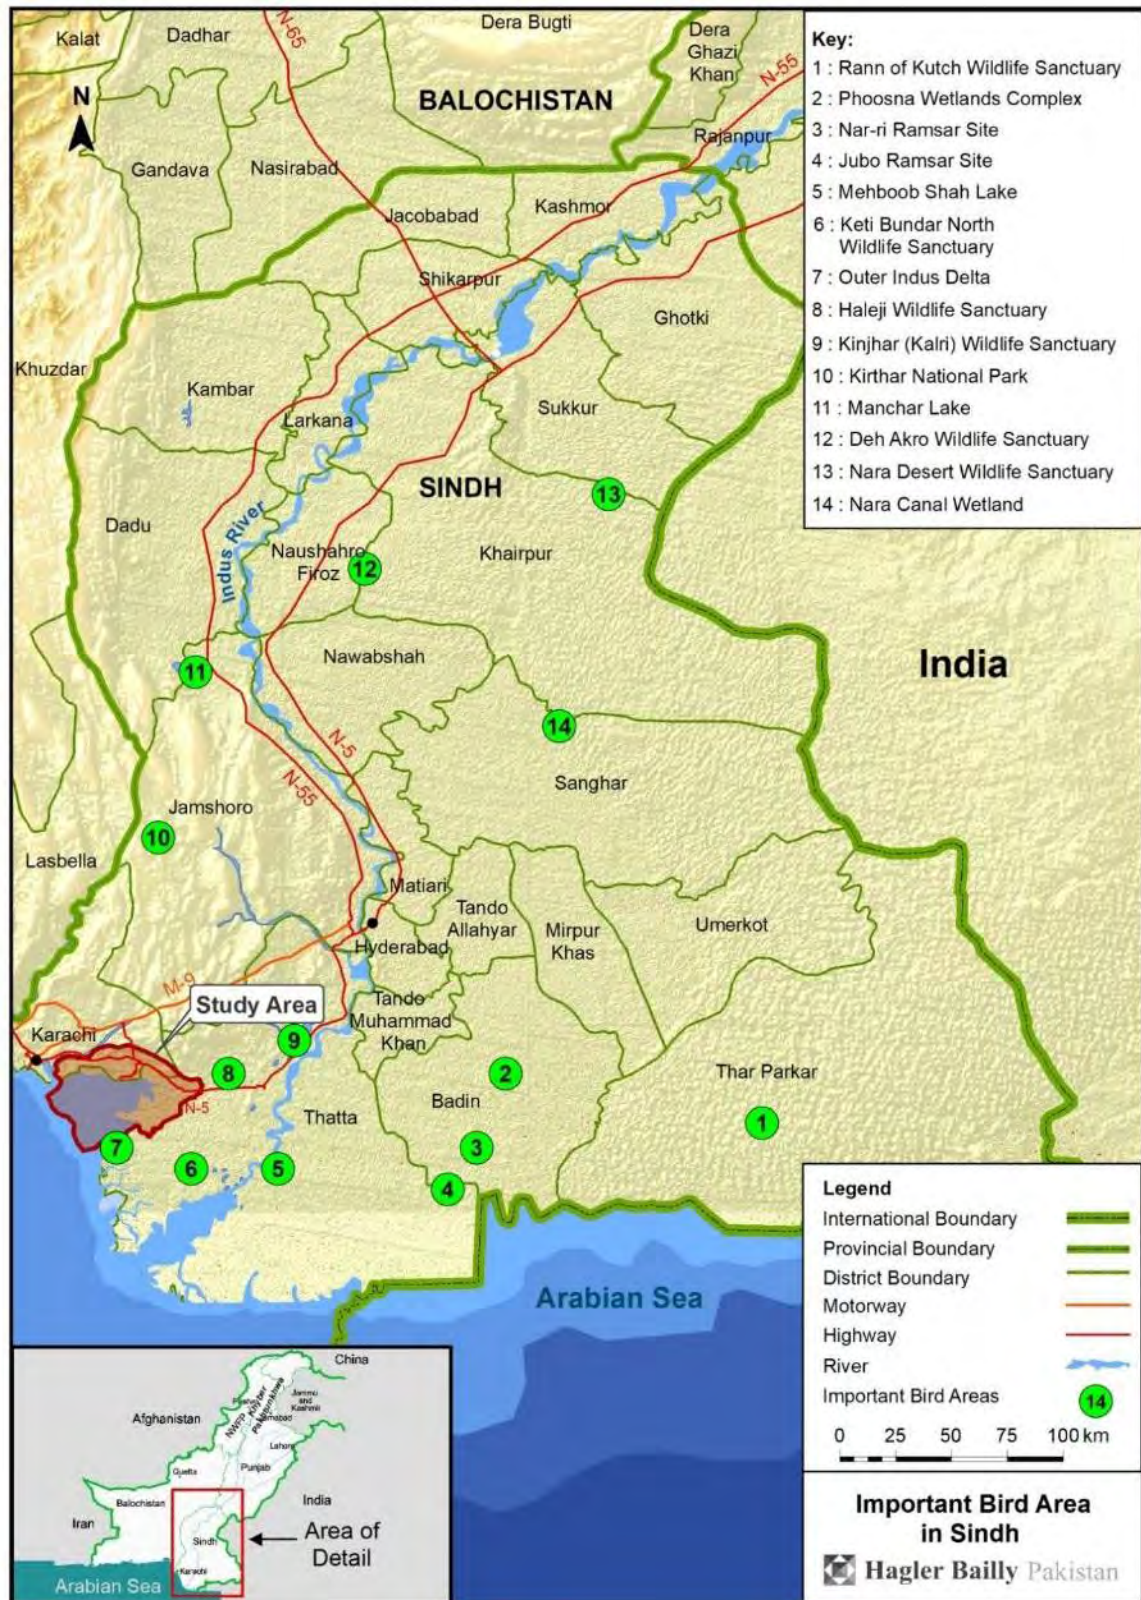 Kalat
Dadhar
N-65
Dera Bugti
Dera
Ghazi
Khan
N-55
N
BALOCHISTAN
Rajanpur
Gandava
Nasirabad
Kashmor
Jacobabad
Shikarpur
Ghotki
Khuzdar
Kambar
Sukkur
Larkana
SINDH
13
Dadu
Indus River
Naushahro
Firoz
12
Khairpur
India
Nawabshah
11
14
N-5
N-55
Sanghar
Jamshoro
10
Lasbella
Matiari
Tando
Allahyar
Mirpur
Khas
Umerkot
Hyderabad
M-9
Study Area
Tando
Muhammad
Khan
Karachi
9
8
2
Thar Parkar
N-5
Thatta
Badin
1
7
6
5
3
4
Arabian Sea
Key:
1 : Rann of Kutch Wildlife Sanctuary
2 : Phoosna Wetlands Complex
3 : Nar-ri Ramsar Site
4 : Jubo Ramsar Site
5 : Mehboob Shah Lake
6 : Keti Bundar North
Wildlife Sanctuary
7 : Outer Indus Delta
8 : Haleji Wildlife Sanctuary
9 : Kinjhar (Kalri) Wildlife Sanctuary
10 : Kirthar National Park
11 : Manchar Lake
12 : Deh Akro Wildlife Sanctuary
13 : Nara Desert Wildlife Sanctuary
14 : Nara Canal Wetland
Legend
International Boundary
Provincial Boundary
District Boundary
Motorway
Highway
River
Important Bird Areas
14
0 25 50 75 100 km
Important Bird Area
in Sindh
Hagler Bailly Pakistan
China
Afghanistan
NWFP
Khyber
Pakhtunkhwa
Jammu
and
Kashmir
Lahore
Quetta
Punjab
Balochistan
India
Iran
Sindh
Karachi
Area of
Detail
Arabian Sea